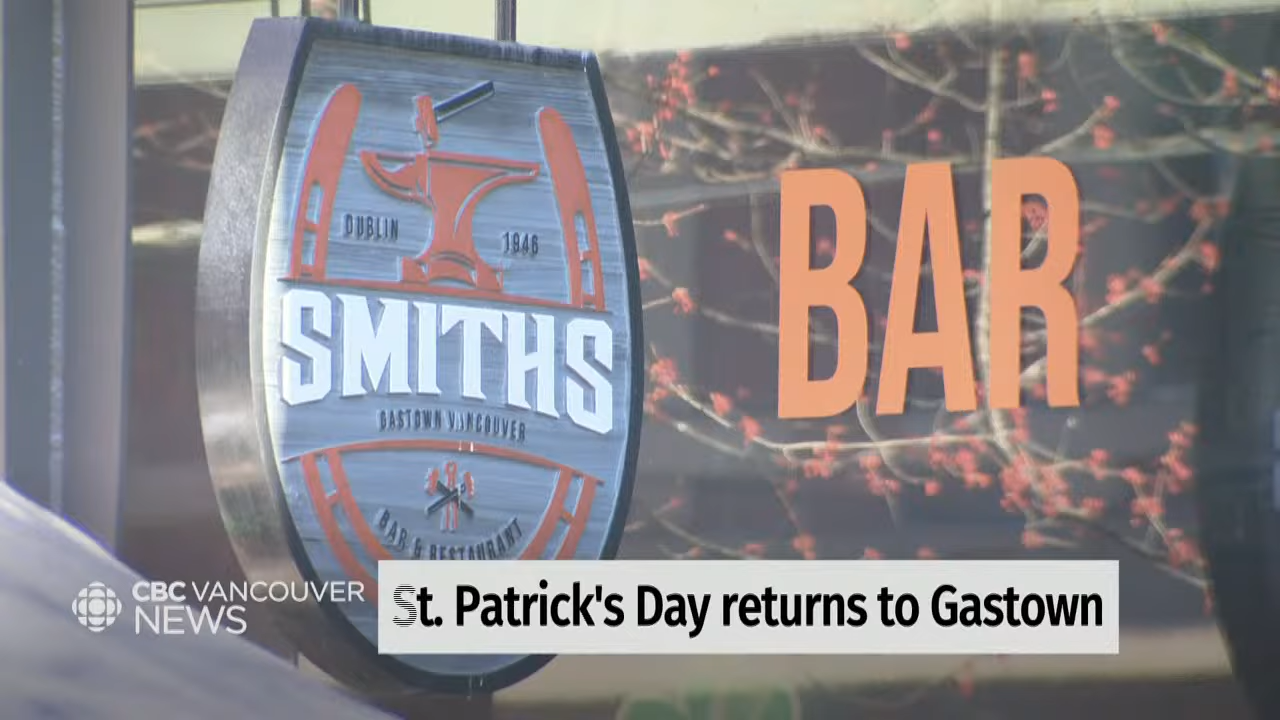 DUBLIN 1946
SMITHS
GASTOWN VANCOUVER
BAR & RESTAURANT
BAR
CBC VANCOUVER
NEWS
St. Patrick's Day returns to Gastown